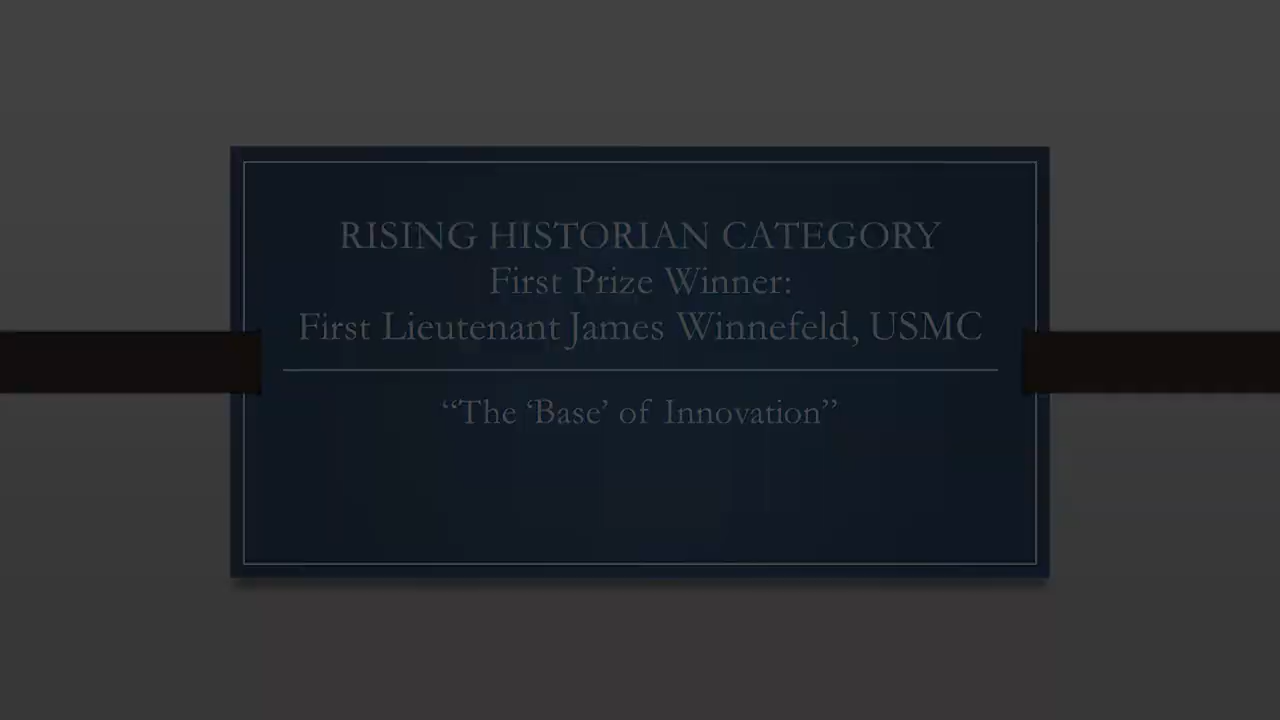 RISING HISTORIAN CATEGORY
First Prize Winner:
First Lieutenant James Winnefeld, USMC
“The ‘Base’ of Innovation”